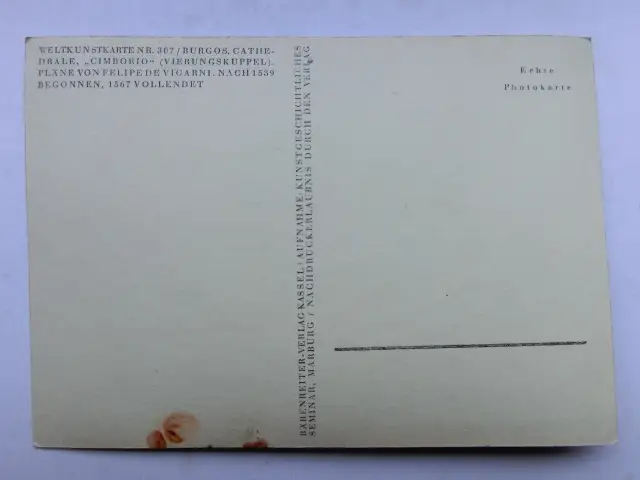 WELTKUNSTKARTE NR. 307 / BURGOS, CATHE-
DRALE, „CIMBORIO“ (VIERUNGSKUPPEL).
PLÄNE VON FELIPE DE VIGARNI. NACH 1539
BEGONNEN, 1567 VOLLENDET
BÄRENREITER-VERLAG KASSEL / AUFNAHME: KUNSTGESCHICHTLICHES
SEMINAR, MARBURG / NACHDRUCKERLAUBNIS DURCH DEN VERLAG
Echte
Photokarte